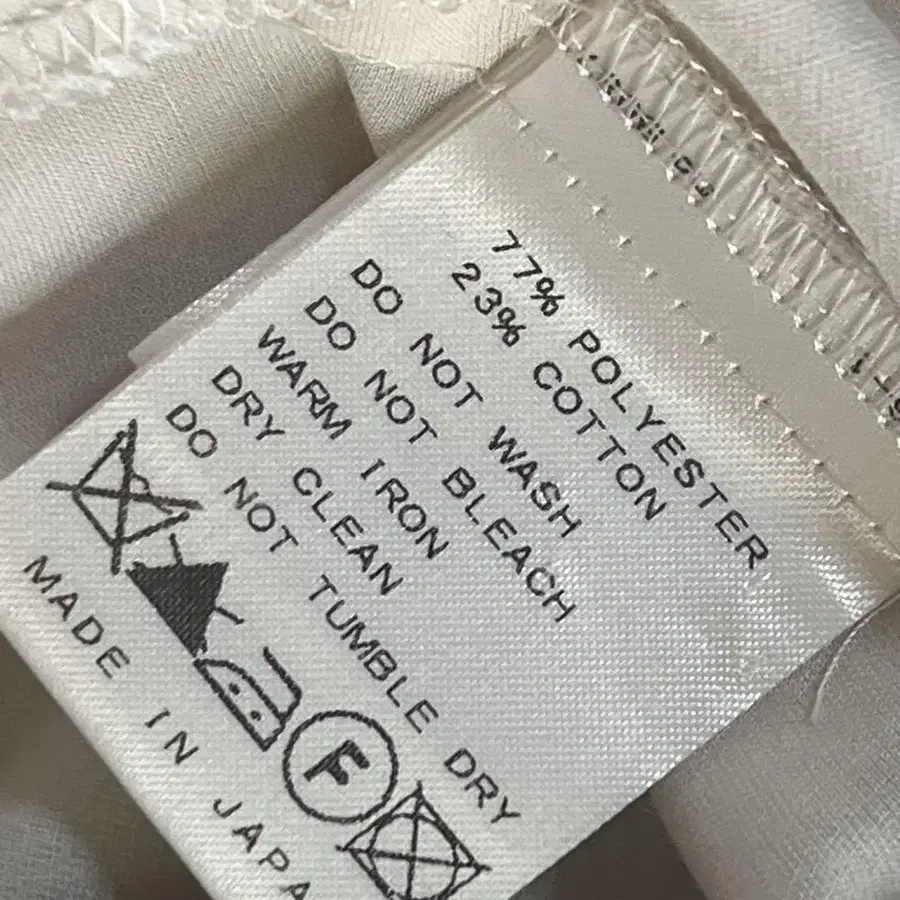 77% POLYESTER
23% COTTON
DO NOT WASH
DO NOT BLEACH
WARM IRON
DRY CLEAN
DO NOT TUMBLE DRY
F
MADE IN JAPA